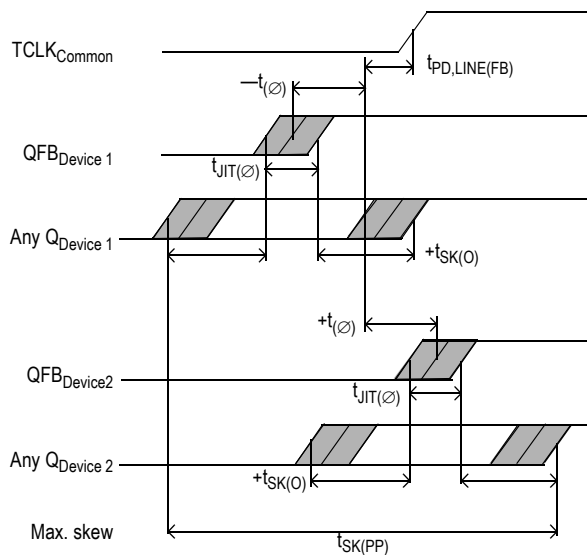 TCLKCommon
tPD,LINE(FB)
—t(∅)
QFBDevice 1
tJIT(∅)
Any QDevice 1
+tSK(O)
+t(∅)
QFBDevice2
tJIT(∅)
Any QDevice 2
+tSK(O)
Max. skew
tSK(PP)